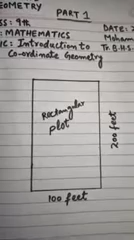 EOMETRY PART 1
SS: 9th DATE:
: MATHEMATICS Moham
IC: Introduction to Tr. B.H.S.
Co-ordinate Geometry
Rectangular
plot
200 feet
100 feet